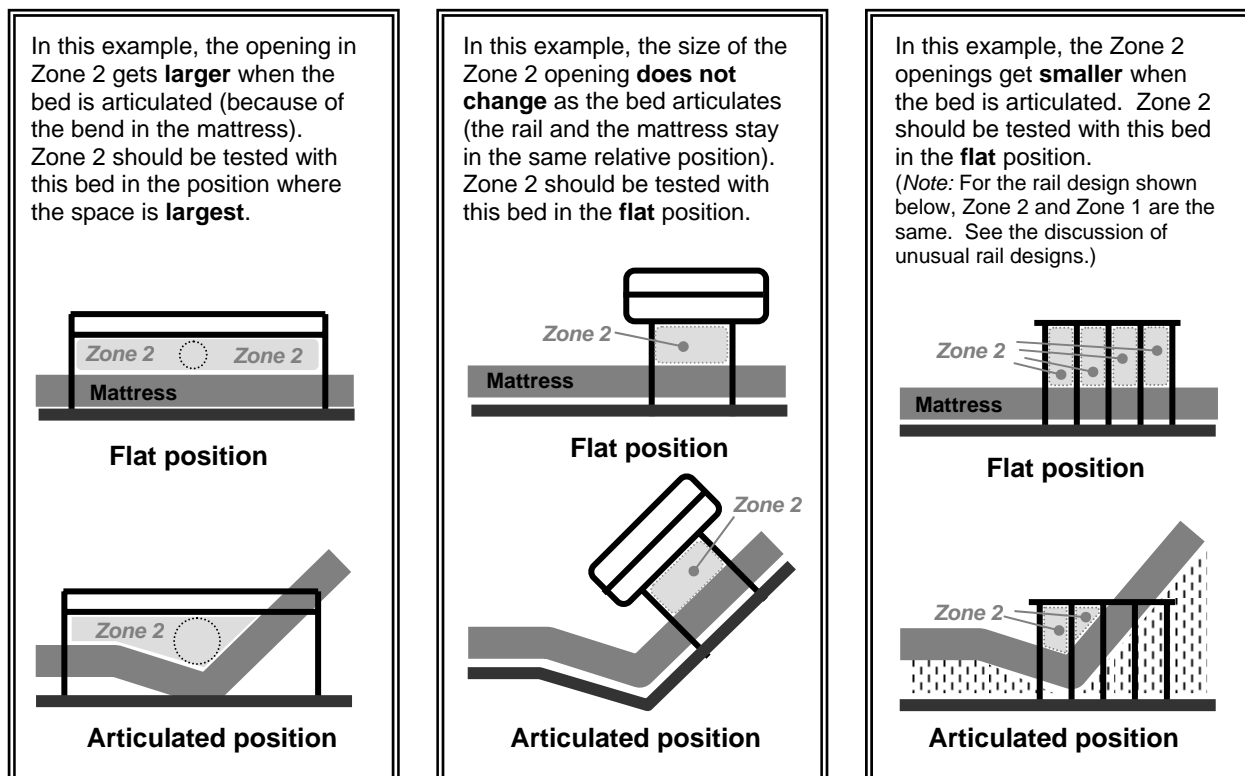 In this example, the opening in
Zone 2 gets larger when the
bed is articulated (because of
the bend in the mattress).
Zone 2 should be tested with
this bed in the position where
the space is largest.
Zone 2 Zone 2
Mattress
Flat position
Zone 2
Articulated position
In this example, the size of the
Zone 2 opening does not
change as the bed articulates
(the rail and the mattress stay
in the same relative position).
Zone 2 should be tested with
this bed in the flat position.
Zone 2
Mattress
Flat position
Zone 2
Articulated position
In this example, the Zone 2
openings get smaller when
the bed is articulated. Zone 2
should be tested with this bed
in the flat position.
(Note: For the rail design shown
below, Zone 2 and Zone 1 are the
same. See the discussion of
unusual rail designs.)
Zone 2
Mattress
Flat position
Zone 2
Articulated position